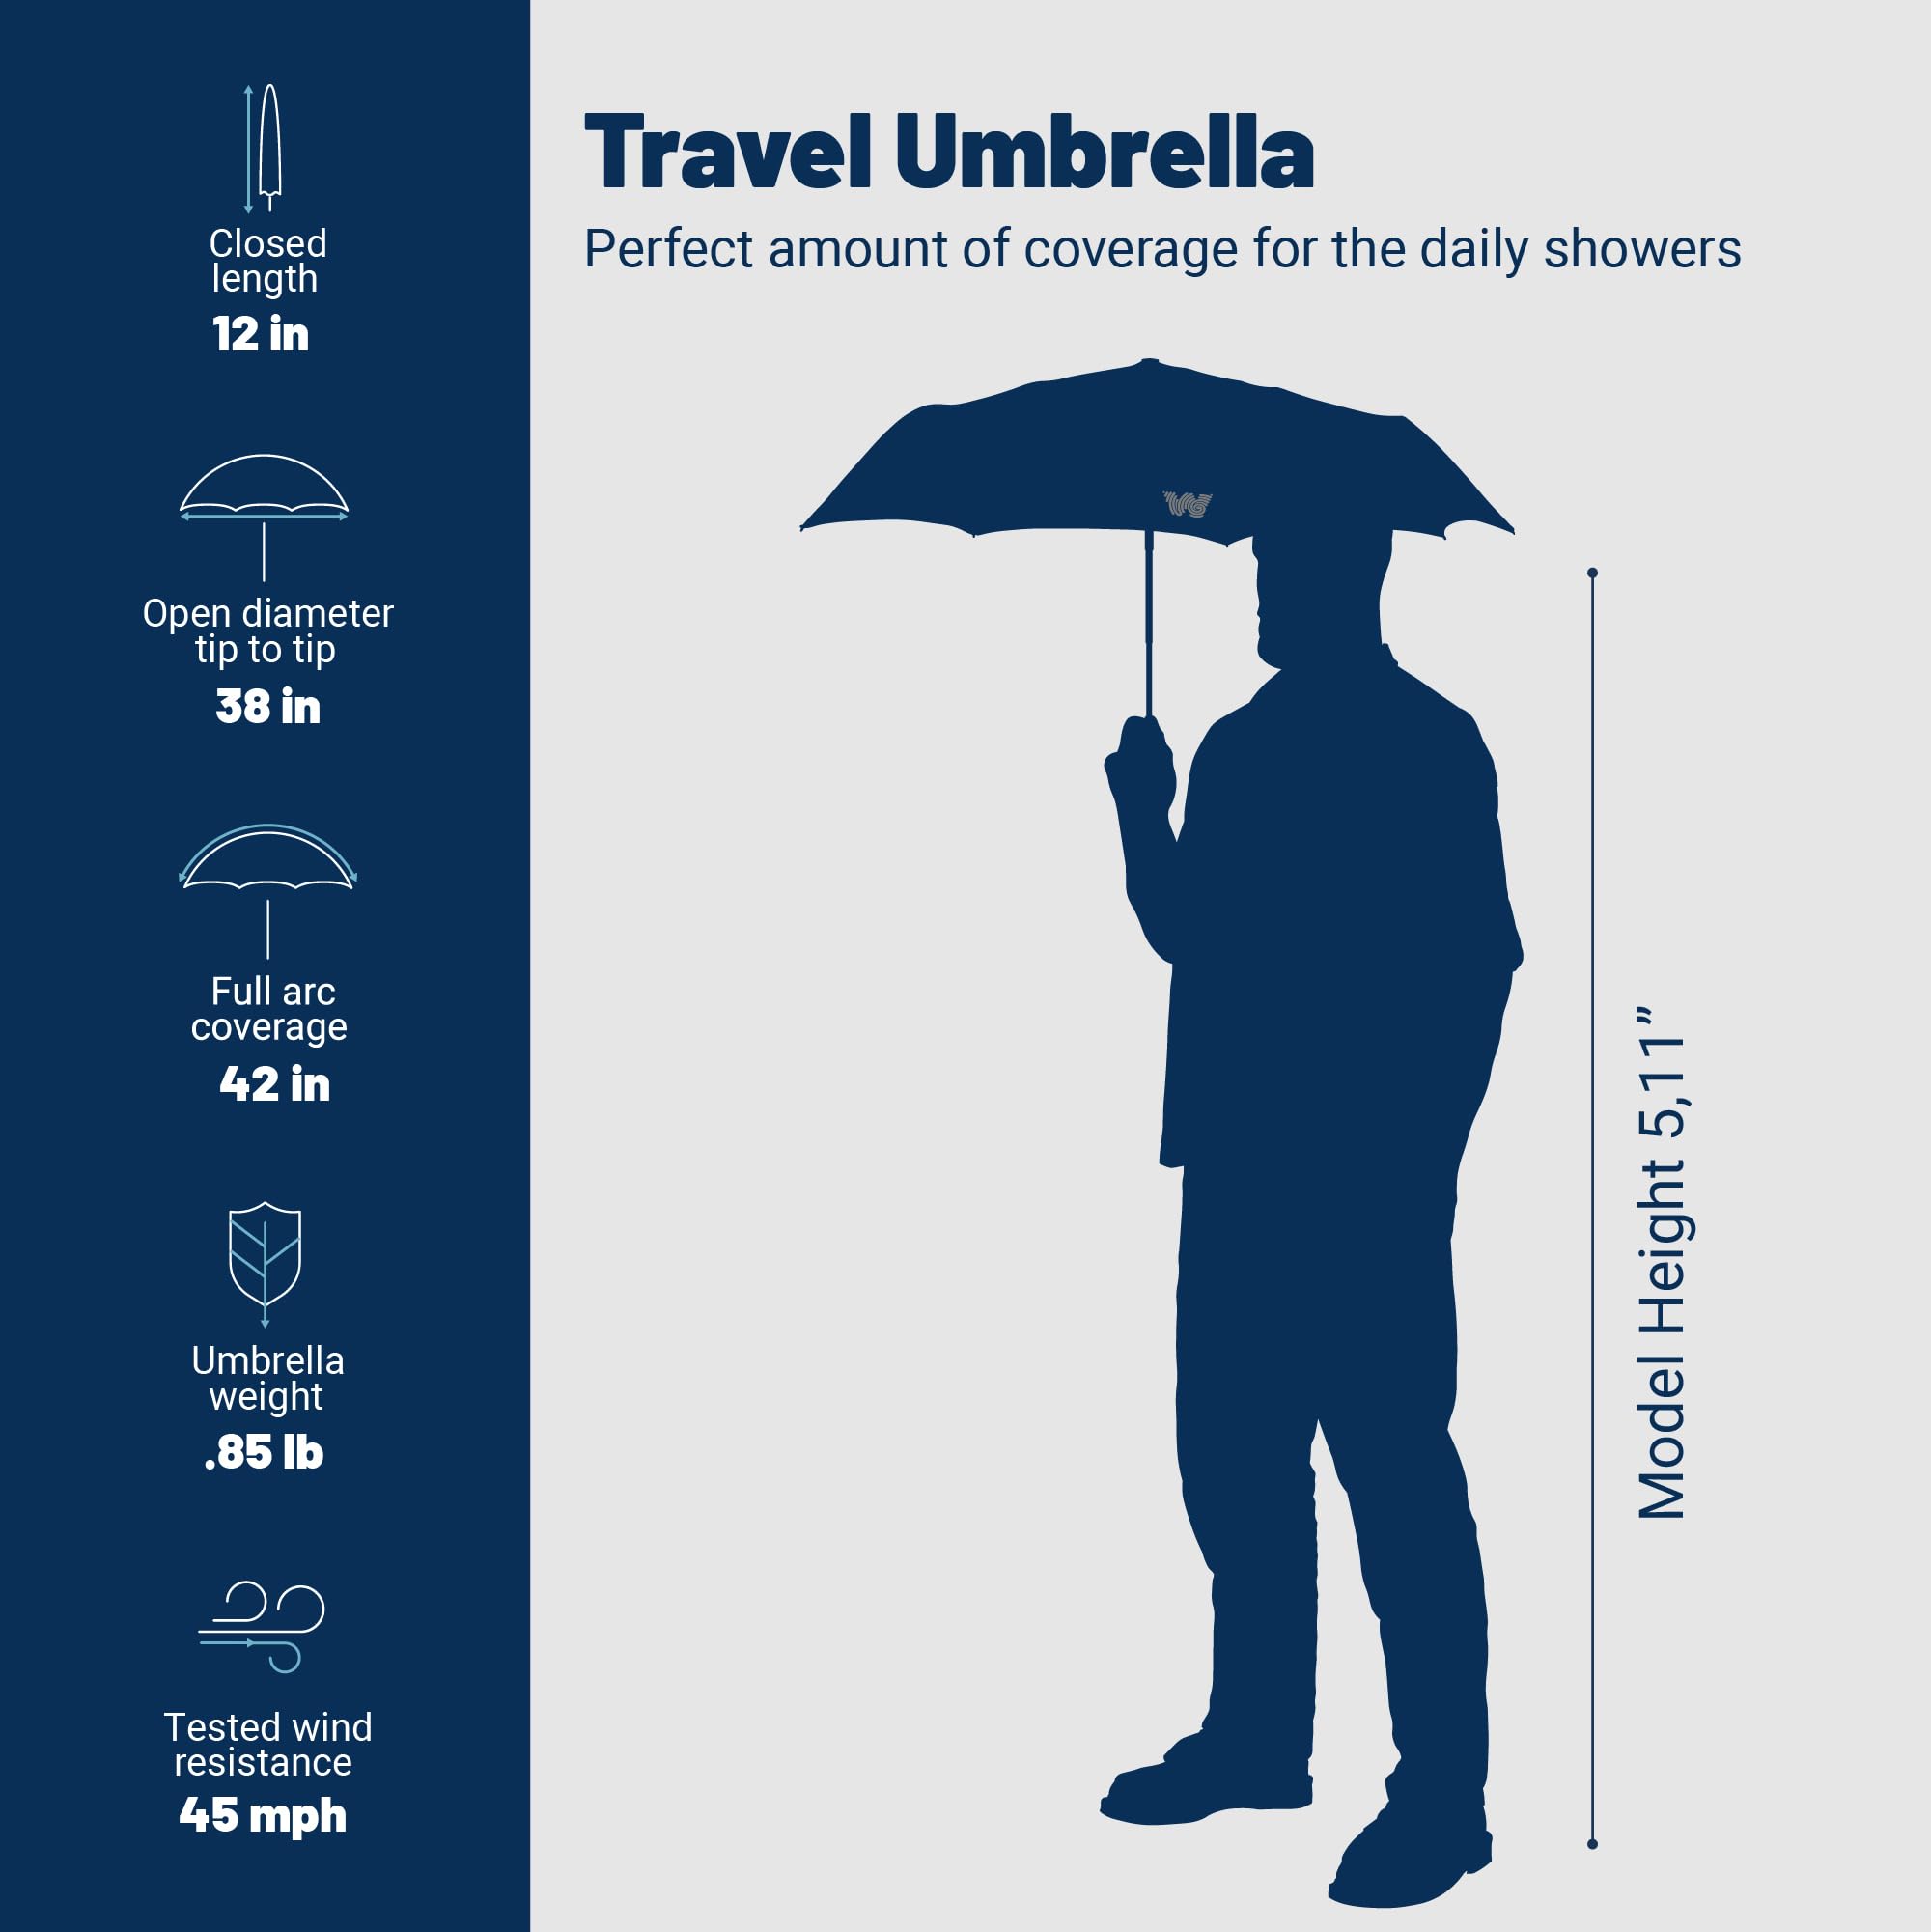 Closed
length
12 in
Open diameter
tip to tip
38 in
Full arc
coverage
42 in
Umbrella
weight
.85 lb
Tested wind
resistance
45 mph
Travel Umbrella
Perfect amount of coverage for the daily showers
Model Height 5,11”